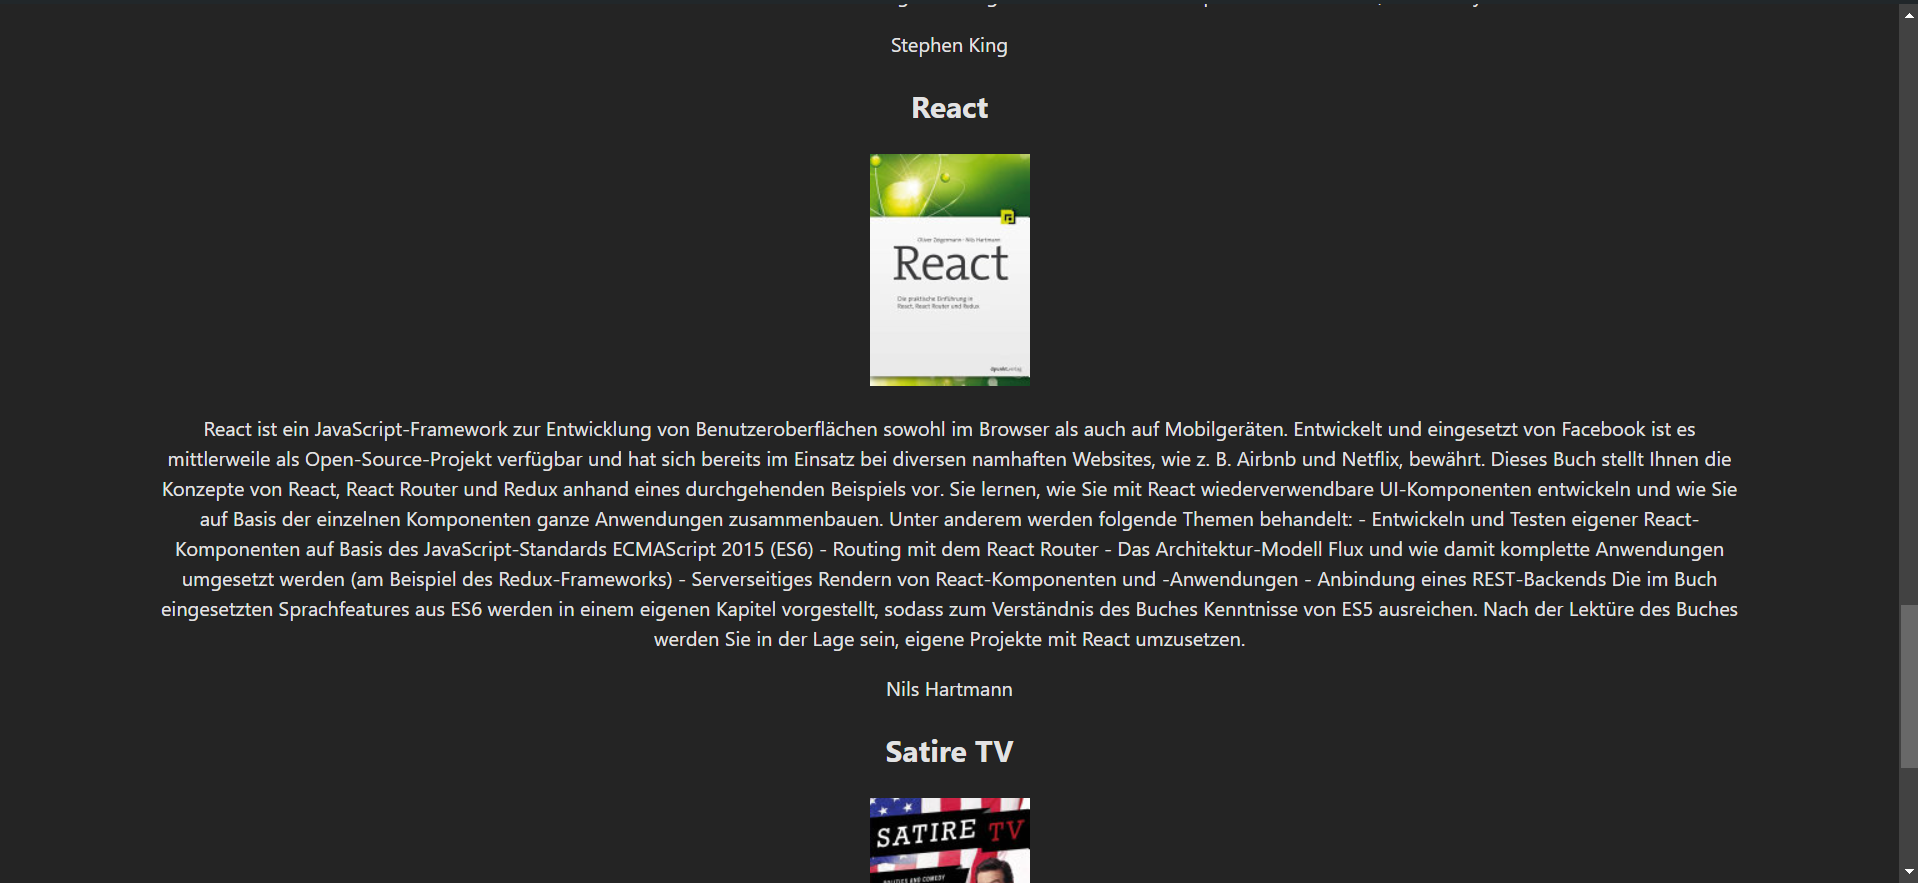 Stephen King
React
Oliver Zeigermann · Nils Hartmann
React
Die praktische Einführung in
React, React Router und Redux
dpunkt.verlag
React ist ein JavaScript-Framework zur Entwicklung von Benutzeroberflächen sowohl im Browser als auch auf Mobilgeräten. Entwickelt und eingesetzt von Facebook ist es
mittlerweile als Open-Source-Projekt verfügbar und hat sich bereits im Einsatz bei diversen namhaften Websites, wie z. B. Airbnb und Netflix, bewährt. Dieses Buch stellt Ihnen die
Konzepte von React, React Router und Redux anhand eines durchgehenden Beispiels vor. Sie lernen, wie Sie mit React wiederverwendbare UI-Komponenten entwickeln und wie Sie
auf Basis der einzelnen Komponenten ganze Anwendungen zusammenbauen. Unter anderem werden folgende Themen behandelt: - Entwickeln und Testen eigener React-
Komponenten auf Basis des JavaScript-Standards ECMAScript 2015 (ES6) - Routing mit dem React Router - Das Architektur-Modell Flux und wie damit komplette Anwendungen
umgesetzt werden (am Beispiel des Redux-Frameworks) - Serverseitiges Rendern von React-Komponenten und -Anwendungen - Anbindung eines REST-Backends Die im Buch
eingesetzten Sprachfeatures aus ES6 werden in einem eigenen Kapitel vorgestellt, sodass zum Verständnis des Buches Kenntnisse von ES5 ausreichen. Nach der Lektüre des Buches
werden Sie in der Lage sein, eigene Projekte mit React umzusetzen.
Nils Hartmann
Satire TV
SATIRE TV
POLITICS AND COMEDY